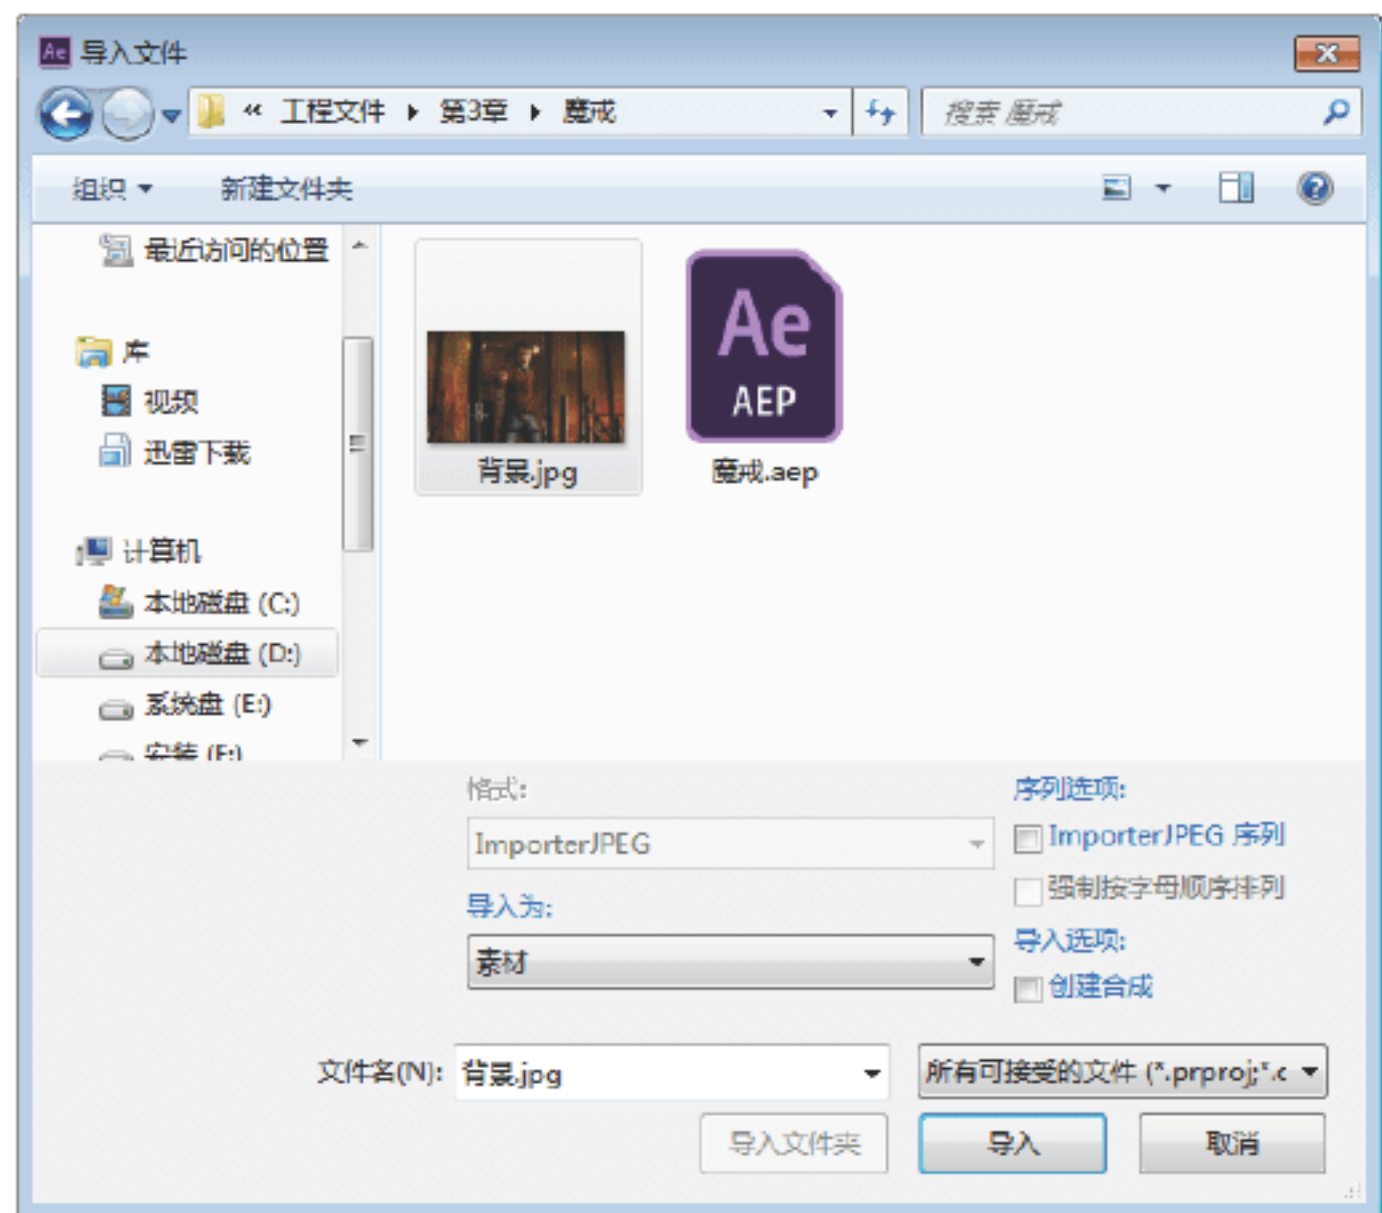 Ae 导入文件
« 工程文件 ▸ 第3章 ▸ 魔戒
搜索 魔戒
组织
新建文件夹
最近访问的位置
库
视频
迅雷下载
计算机
本地磁盘 (C:)
本地磁盘 (D:)
系统盘 (E:)
安装 (F:)
Ae
AEP
背景.jpg
魔戒.aep
格式:
ImporterJPEG
导入为:
素材
序列选项:
ImporterJPEG 序列
强制按字母顺序排列
导入选项:
创建合成
文件名(N): 背景.jpg
所有可接受的文件 (*.prproj;*.c
导入文件夹
导入
取消